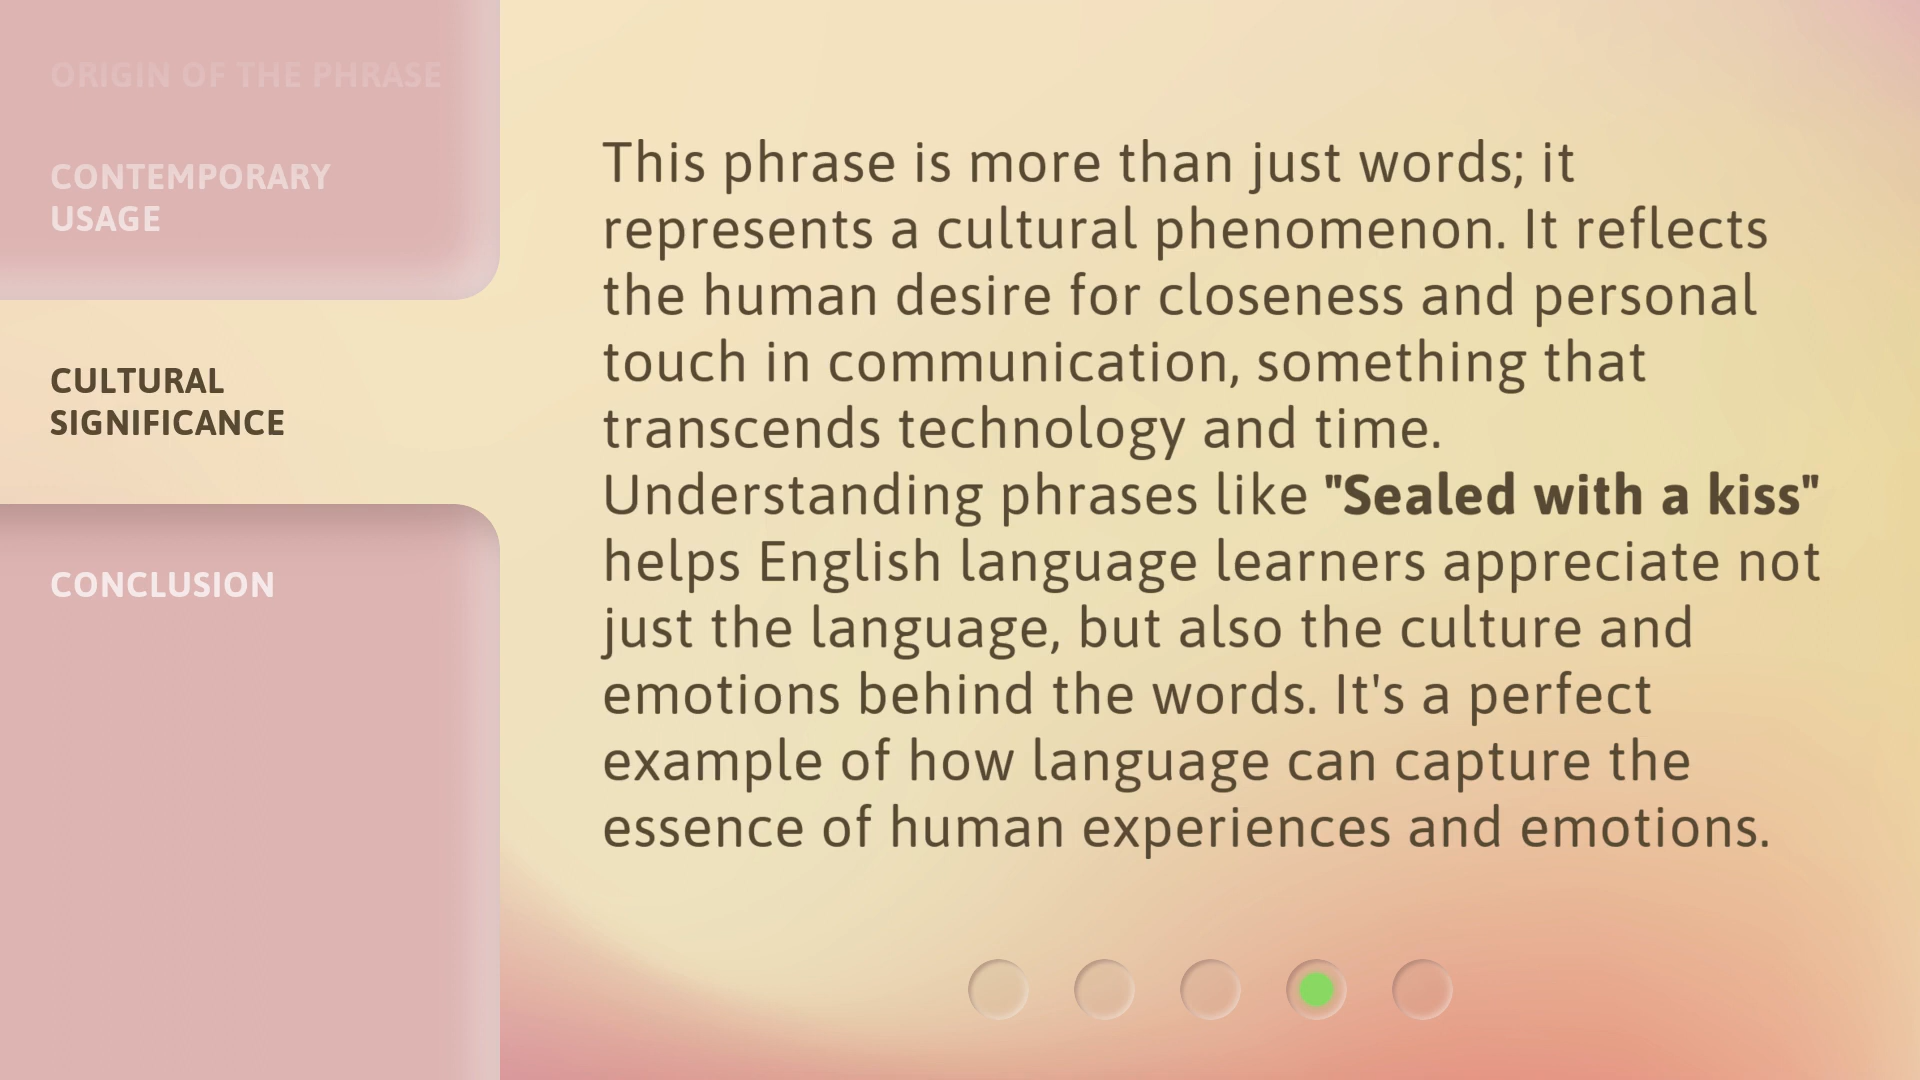 ORIGIN OF THE PHRASE
CONTEMPORARY
USAGE
CULTURAL
SIGNIFICANCE
CONCLUSION
This phrase is more than just words; it
represents a cultural phenomenon. It reflects
the human desire for closeness and personal
touch in communication, something that
transcends technology and time.
Understanding phrases like "Sealed with a kiss"
helps English language learners appreciate not
just the language, but also the culture and
emotions behind the words. It's a perfect
example of how language can capture the
essence of human experiences and emotions.